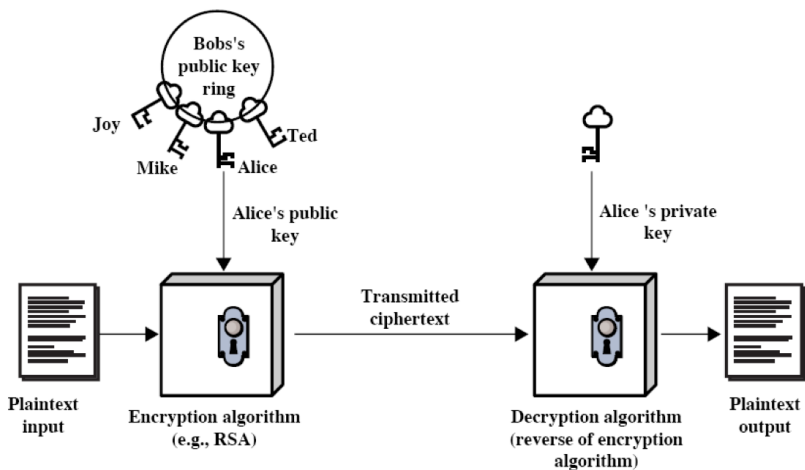 Bobs's
public key
ring
Joy
Ted
Mike
Alice
Alice's public
key
Alice 's private
key
Transmitted
ciphertext
Plaintext
input
Encryption algorithm
(e.g., RSA)
Decryption algorithm
(reverse of encryption
algorithm)
Plaintext
output